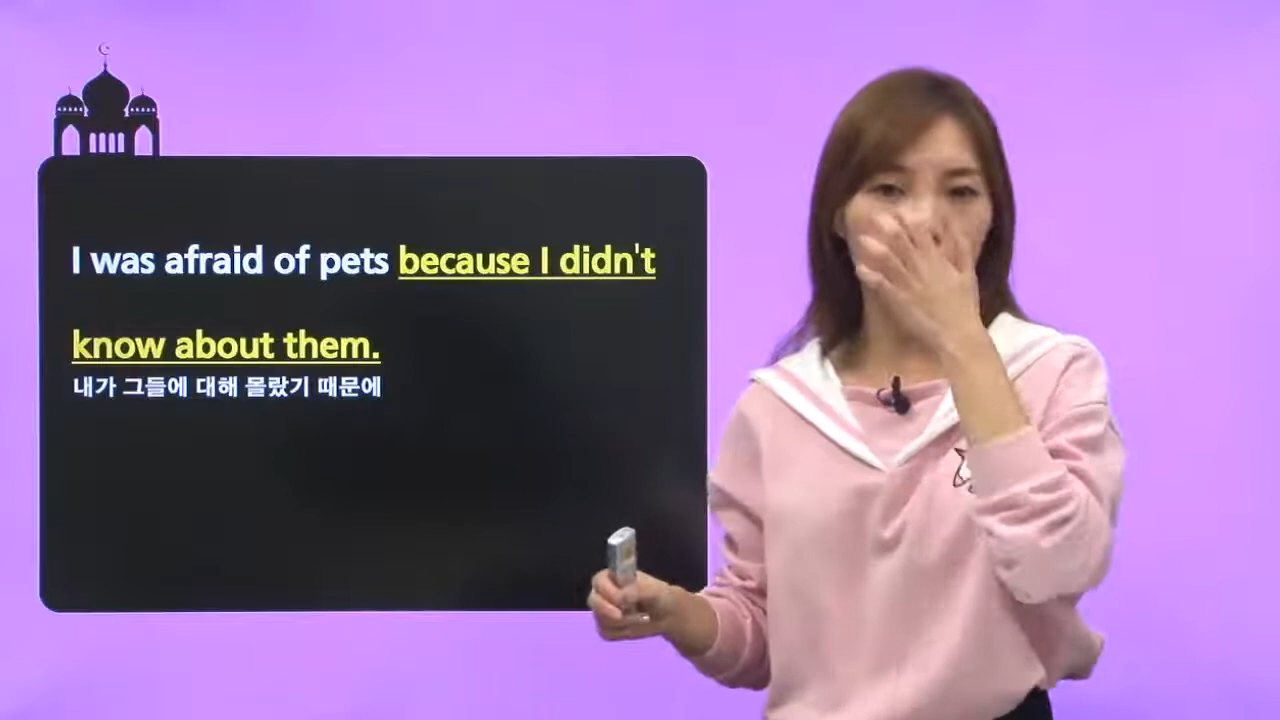 I was afraid of pets because I didn't
know about them.
내가 그들에 대해 몰랐기 때문에